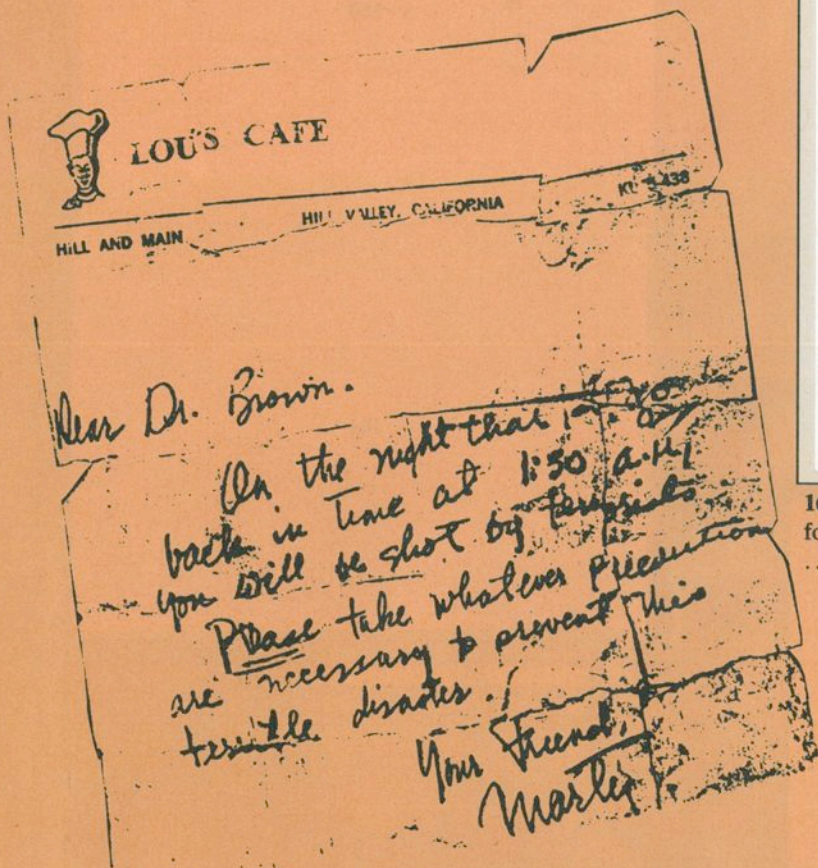 LOU'S CAFE
HILL AND MAIN HILL VALLEY, CALIFORNIA
Dear Dr. Brown.
On the night that I go
back in Time at 1:30 a.m,
you will be shot by terrorists.
Please take whatever precaution
are necessary to prevent this
terrible disaster.
Your Friend,
Marty